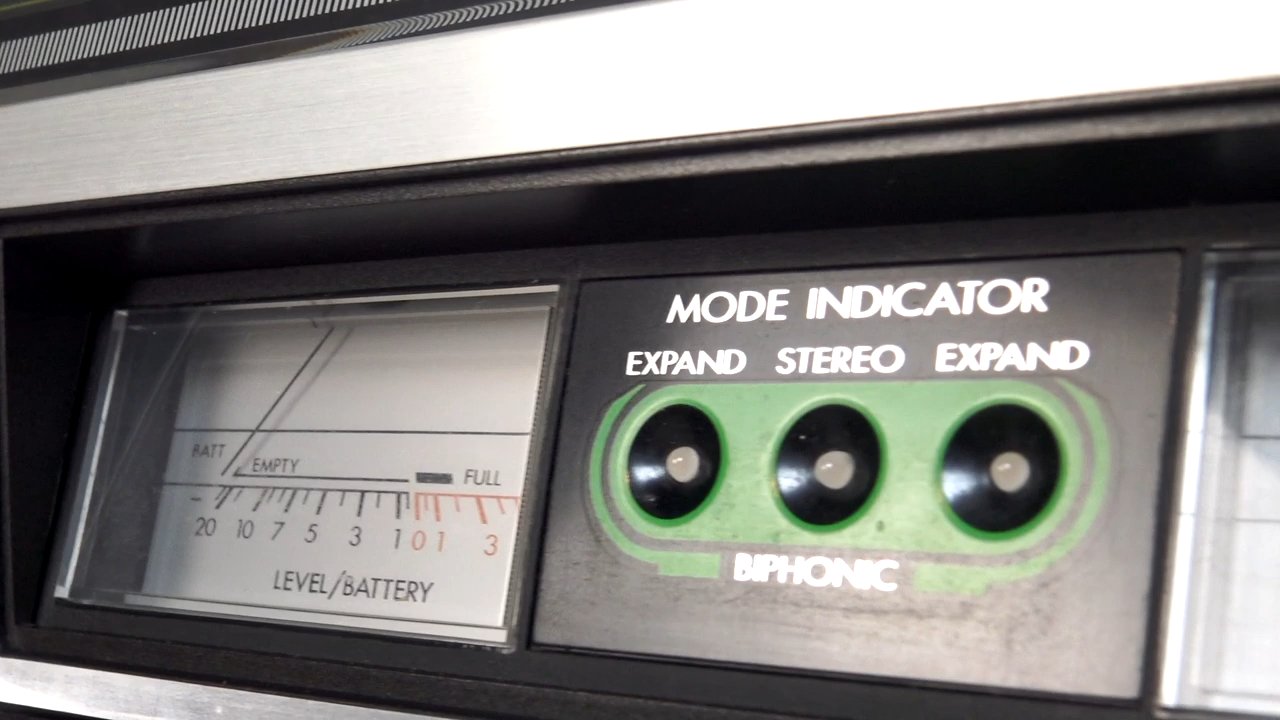 MODE INDICATOR
EXPAND STEREO EXPAND
BIPHONIC
BATT EMPTY FULL
- 20 10 7 5 3 1 0 1 3
LEVEL/BATTERY